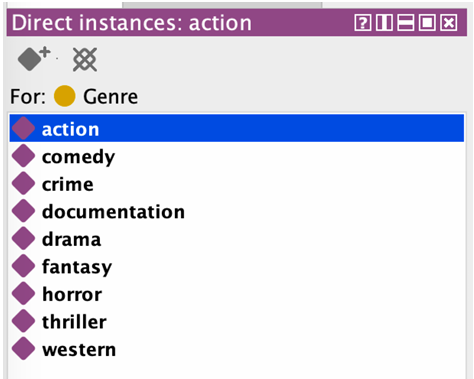 Direct instances: action
For: Genre
action
comedy
crime
documentation
drama
fantasy
horror
thriller
western